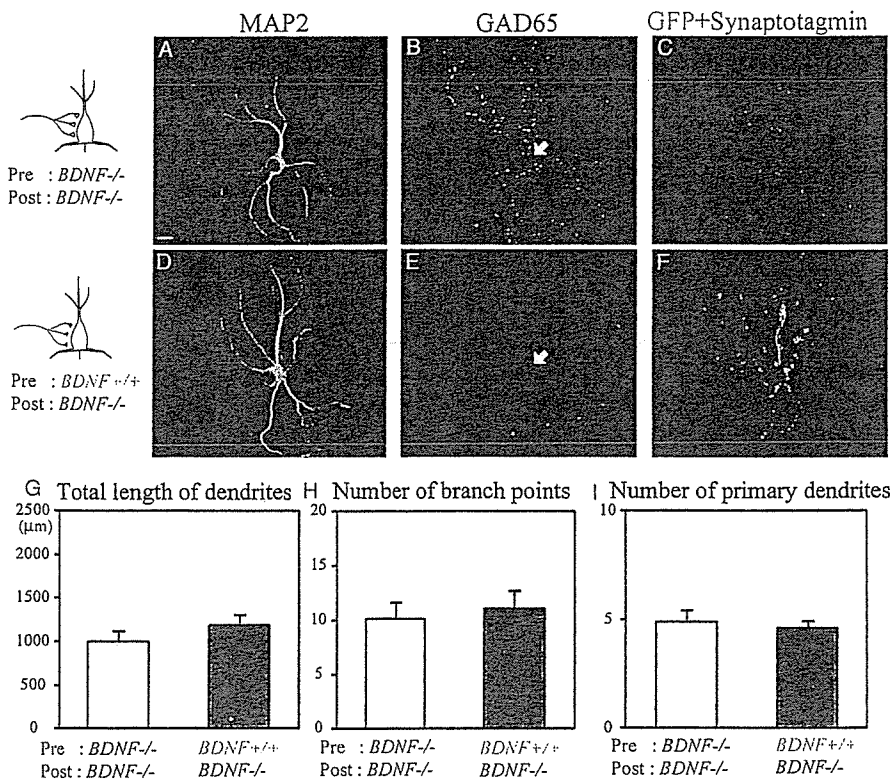 MAP2 GAD65 GFP+Synaptotagmin
A B C
Pre : BDNF-/-
Post : BDNF-/-
D E F
Pre : BDNF+/+
Post : BDNF-/-
G Total length of dendrites
2500
(μm)
2000
1500
1000
500
0
Pre : BDNF-/- BDNF+/+
Post : BDNF-/- BDNF-/-
H Number of branch points
20
15
10
5
0
Pre : BDNF-/- BDNF+/+
Post : BDNF-/- BDNF-/-
I Number of primary dendrites
10
5
0
Pre : BDNF-/- BDNF+/+
Post : BDNF-/- BDNF-/-